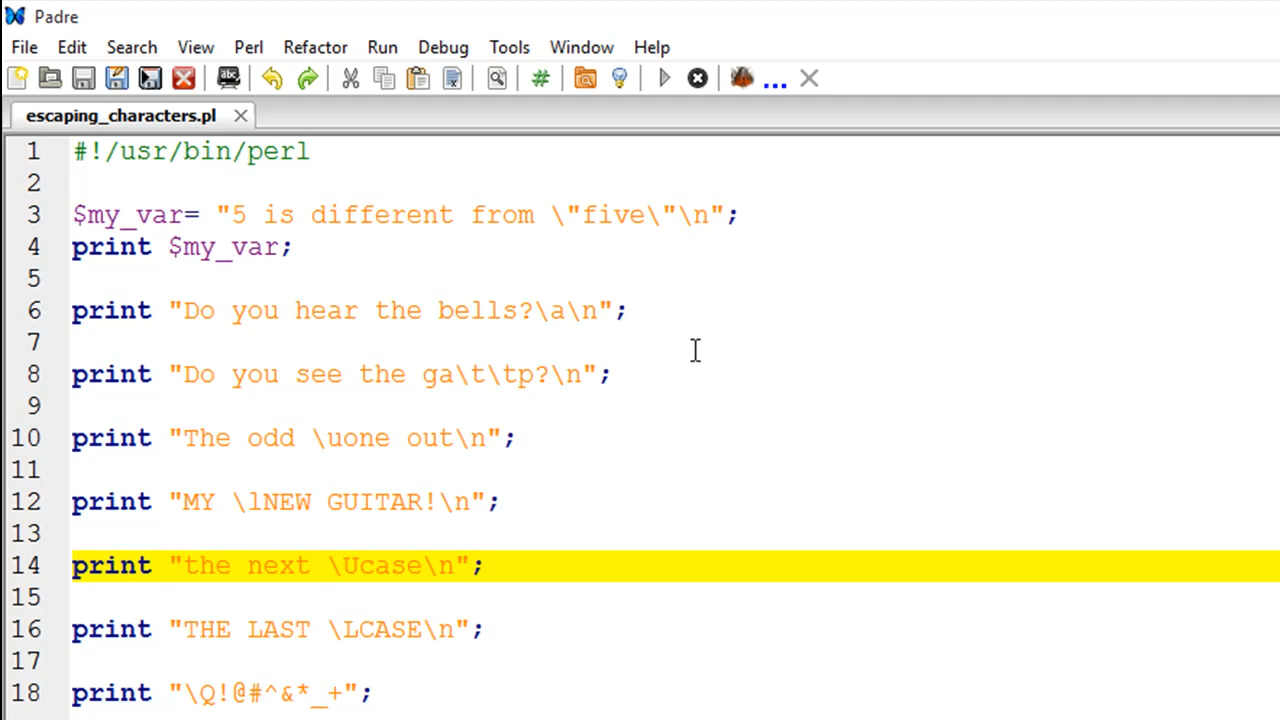 Padre
File Edit Search View Perl Refactor Run Debug Tools Window Help
abc # ...
escaping_characters.pl
1 #!/usr/bin/perl
2
3 $my_var= "5 is different from \"five\"\n";
4 print $my_var;
5
6 print "Do you hear the bells?\a\n";
7
8 print "Do you see the ga\t\tp?\n";
9
10 print "The odd \uone out\n";
11
12 print "MY \lNEW GUITAR!\n";
13
14 print "the next \Ucase\n";
15
16 print "THE LAST \LCASE\n";
17
18 print "\Q!@#^&*_+";